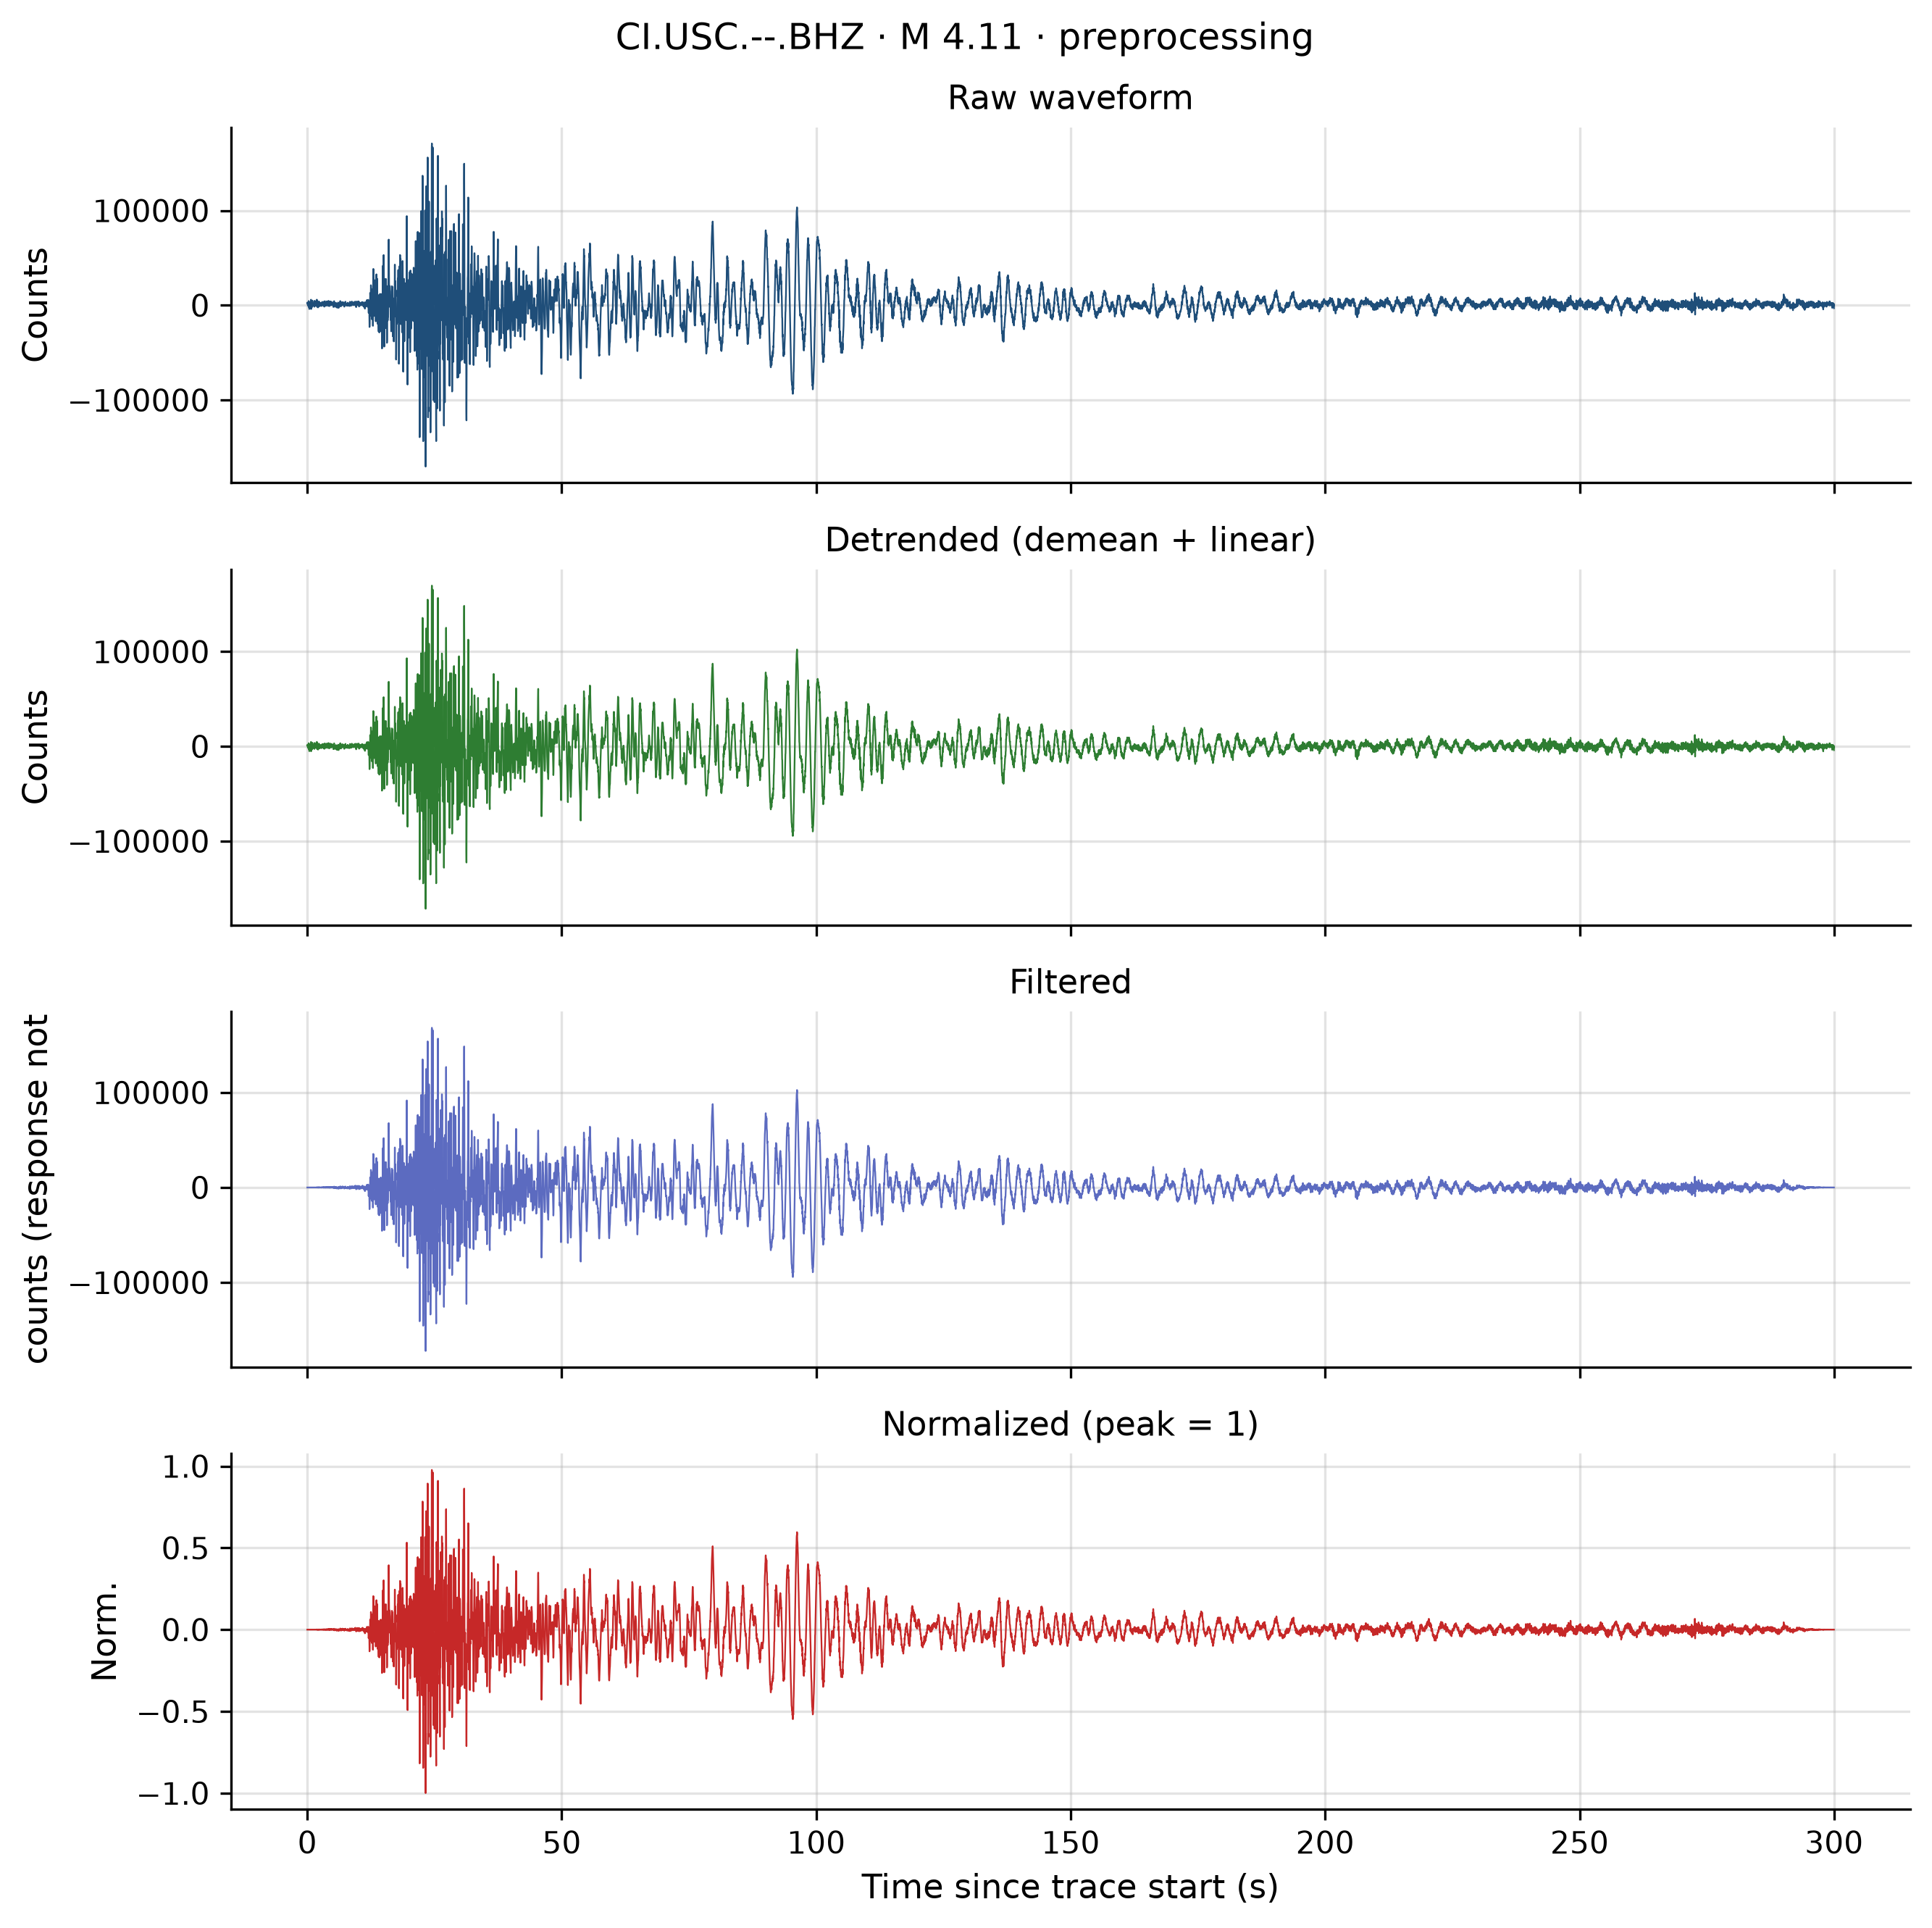 CI.USC.--.BHZ · M 4.11 · preprocessing
Raw waveform
Counts
100000
0
−100000
Detrended (demean + linear)
Counts
100000
0
−100000
Filtered
counts (response not
100000
0
−100000
Normalized (peak = 1)
Norm.
1.0
0.5
0.0
−0.5
−1.0
0 50 100 150 200 250 300
Time since trace start (s)